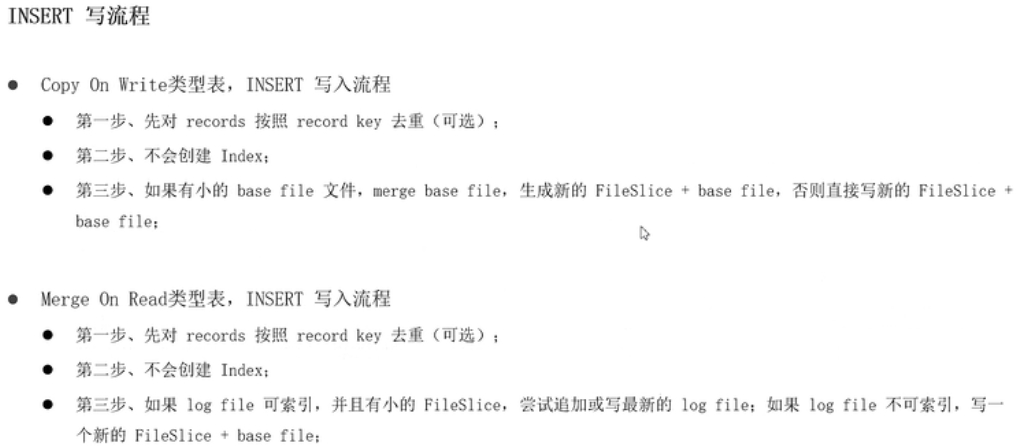 INSERT 写流程
● Copy On Write类型表，INSERT 写入流程
● 第一步、先对 records 按照 record key 去重（可选）；
● 第二步、不会创建 Index；
● 第三步、如果有小的 base file 文件，merge base file，生成新的 FileSlice + base file，否则直接写新的 FileSlice +
base file；
● Merge On Read类型表，INSERT 写入流程
● 第一步、先对 records 按照 record key 去重（可选）；
● 第二步、不会创建 Index；
● 第三步、如果 log file 可索引，并且有小的 FileSlice，尝试追加或写最新的 log file；如果 log file 不可索引，写一
个新的 FileSlice + base file；